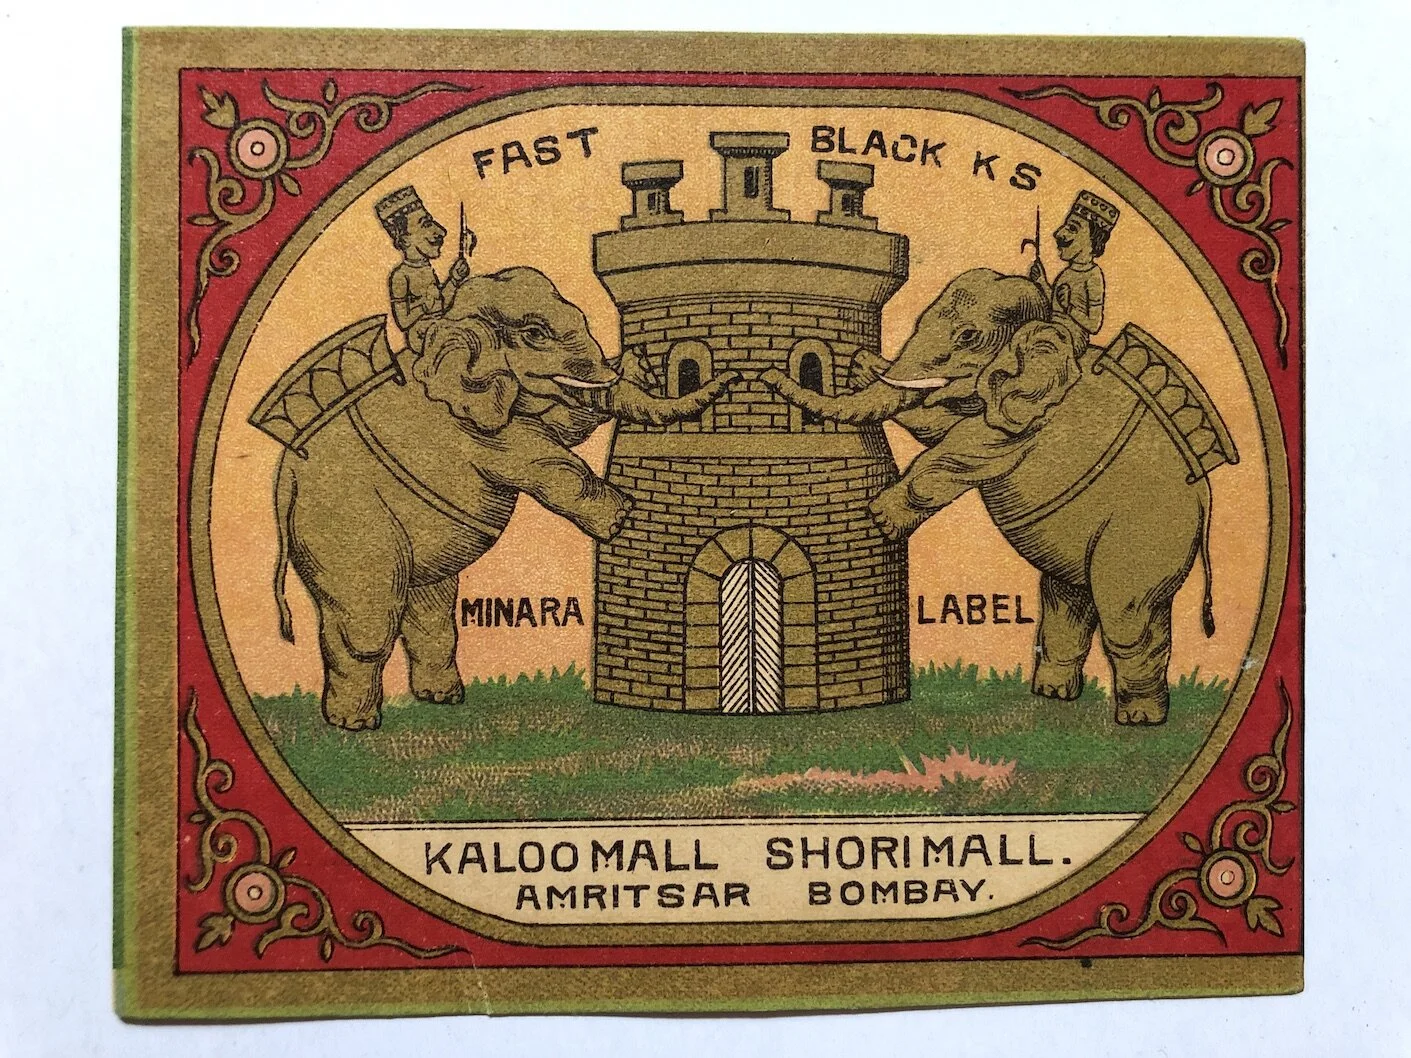 FAST BLACK KS
MINARA LABEL
KALOOMALL SHORIMALL.
AMRITSAR BOMBAY.